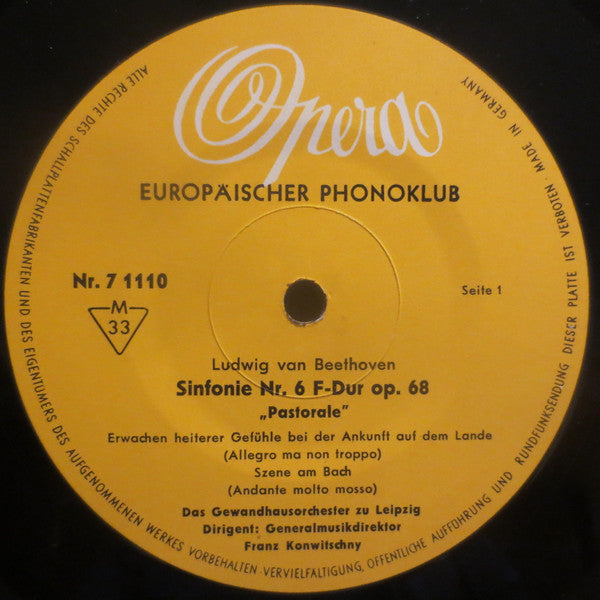 Opera
EUROPÄISCHER PHONOKLUB
Nr. 7 1110
Seite 1
M
33
Ludwig van Beethoven
Sinfonie Nr. 6 F-Dur op. 68
„Pastorale”
Erwachen heiterer Gefühle bei der Ankunft auf dem Lande
(Allegro ma non troppo)
Szene am Bach
(Andante molto mosso)
Das Gewandhausorchester zu Leipzig
Dirigent: Generalmusikdirektor
Franz Konwitschny
ALLE RECHTE DES SCHALLPLATTENFABRIKANTEN UND DES EIGENTÜMERS DES AUFGENOMMENEN WERKES VORBEHALTEN · VERVIELFÄLTIGUNG, ÖFFENTLICHE AUFFÜHRUNG UND RUNDFUNKSENDUNG DIESER PLATTE IST VERBOTEN · MADE IN GERMANY